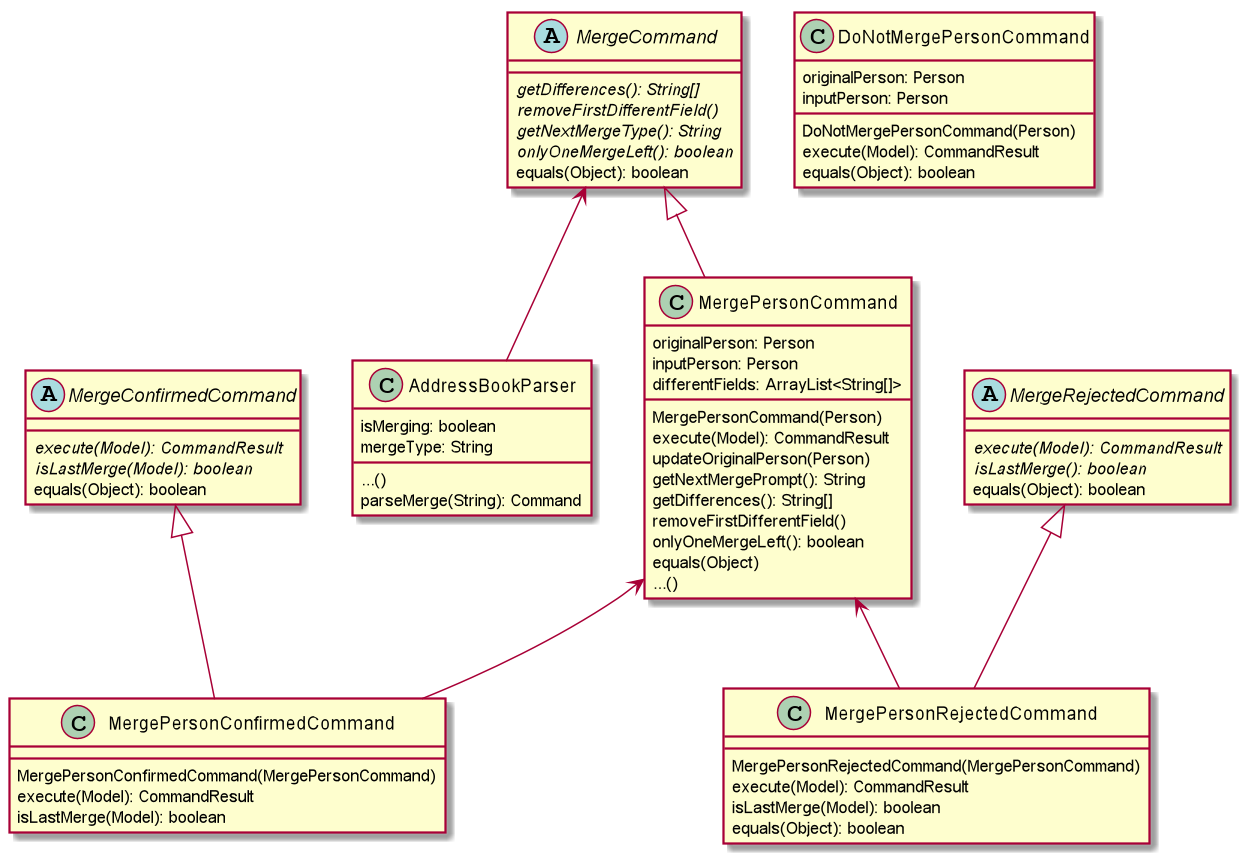 A MergeCommand
getDifferences(): String[]
removeFirstDifferentField()
getNextMergeType(): String
onlyOneMergeLeft(): boolean
equals(Object): boolean
C DoNotMergePersonCommand
originalPerson: Person
inputPerson: Person
DoNotMergePersonCommand(Person)
execute(Model): CommandResult
equals(Object): boolean
C MergePersonCommand
originalPerson: Person
inputPerson: Person
differentFields: ArrayList<String[]>
MergePersonCommand(Person)
execute(Model): CommandResult
updateOriginalPerson(Person)
getNextMergePrompt(): String
getDifferences(): String[]
removeFirstDifferentField()
onlyOneMergeLeft(): boolean
equals(Object)
...()
A MergeConfirmedCommand
execute(Model): CommandResult
isLastMerge(Model): boolean
equals(Object): boolean
C AddressBookParser
isMerging: boolean
mergeType: String
...()
parseMerge(String): Command
A MergeRejectedCommand
execute(Model): CommandResult
isLastMerge(): boolean
equals(Object): boolean
C MergePersonConfirmedCommand
MergePersonConfirmedCommand(MergePersonCommand)
execute(Model): CommandResult
isLastMerge(Model): boolean
C MergePersonRejectedCommand
MergePersonRejectedCommand(MergePersonCommand)
execute(Model): CommandResult
isLastMerge(Model): boolean
equals(Object): boolean